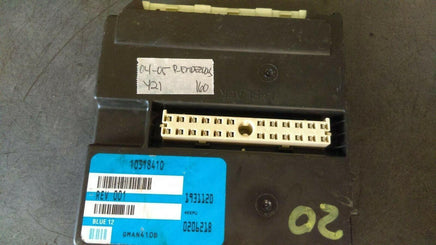 04-05 RENDEZVOUS
Y21 160
10378410
REV 001
1931120
0206218
BLUE 12
GMAN4100
20